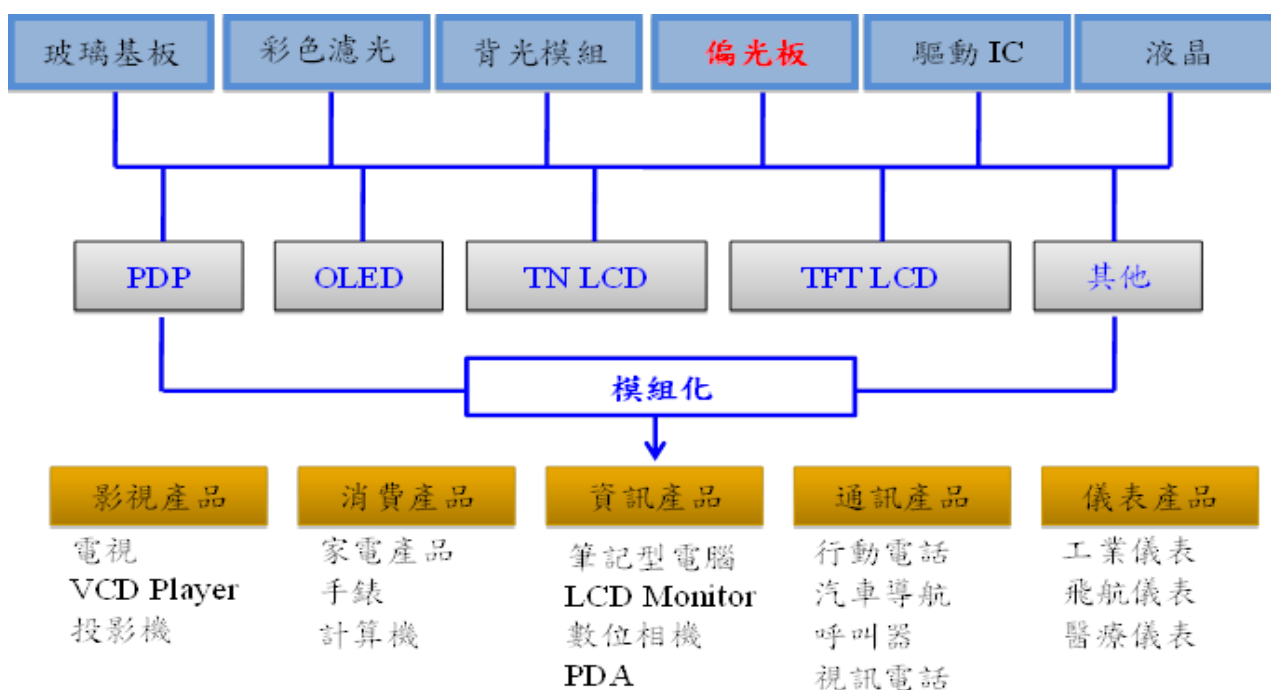 玻璃基板 彩色濾光 背光模組 偏光板 驅動 IC 液晶
PDP OLED TN LCD TFT LCD 其他
模組化
影視產品 消費產品 資訊產品 通訊產品 儀表產品
電視 家電產品 筆記型電腦 行動電話 工業儀表
VCD Player 手錶 LCD Monitor 汽車導航 飛航儀表
投影機 計算機 數位相機 呼叫器 醫療儀表
PDA 視訊電話